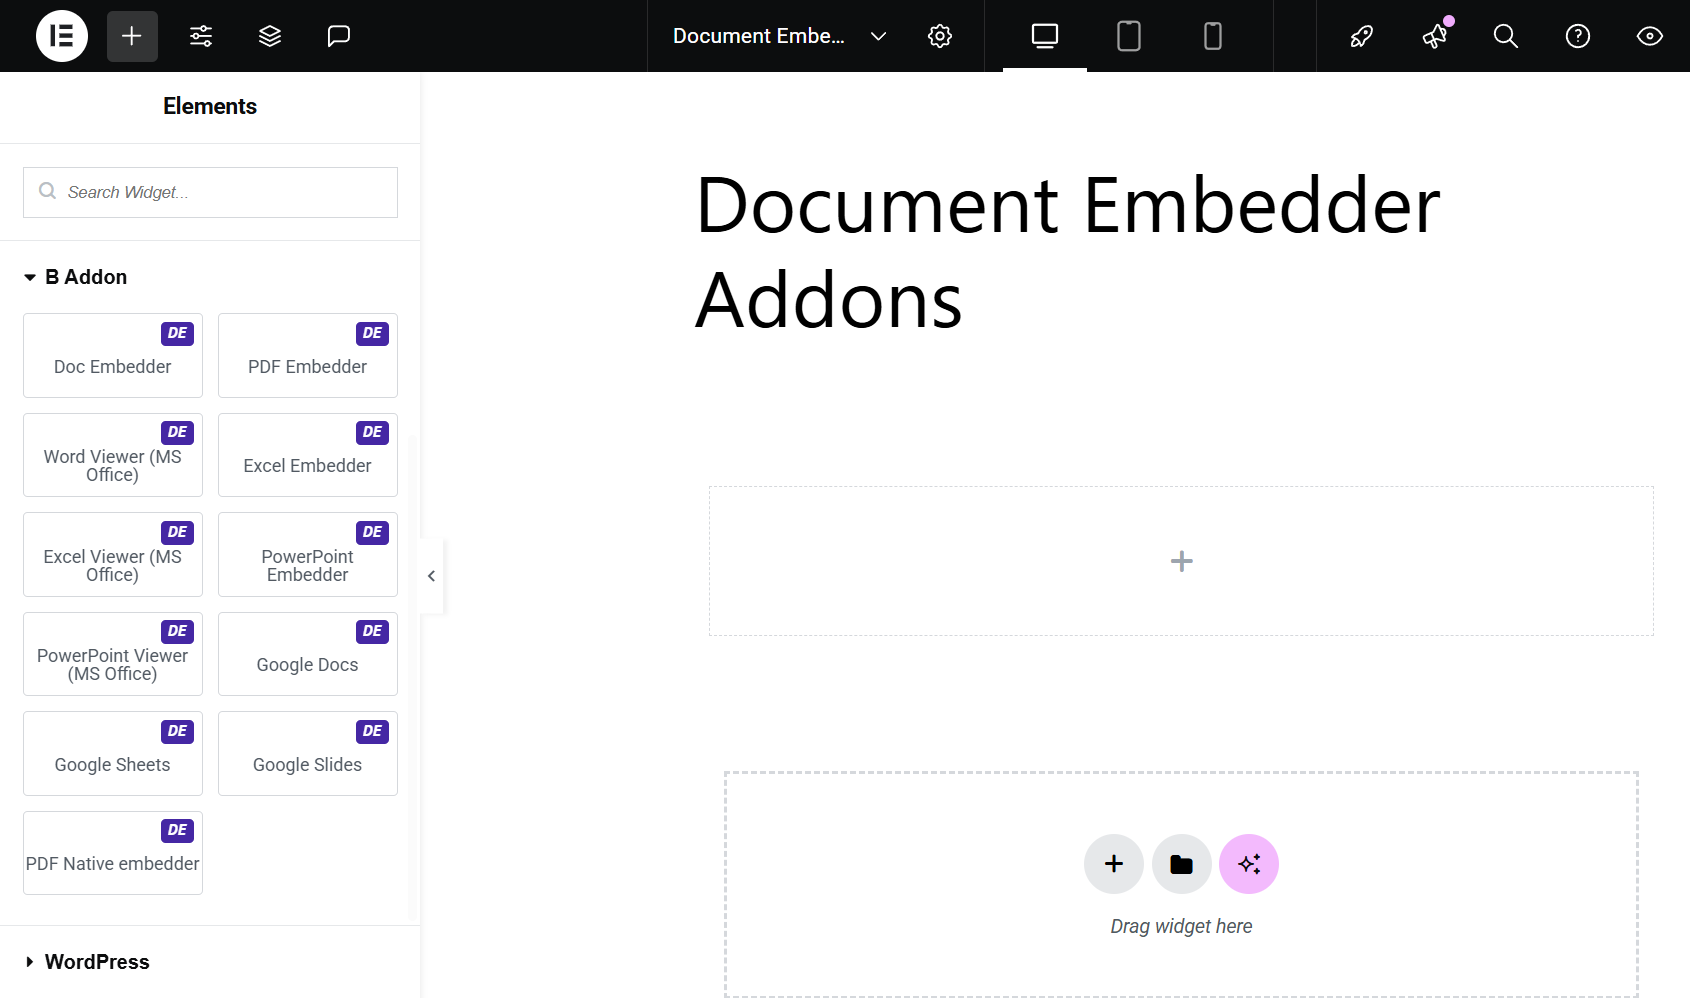 Document Embe...
Elements
Search Widget...
B Addon
DE
Doc Embedder
DE
PDF Embedder
DE
Word Viewer (MS
Office)
DE
Excel Embedder
DE
Excel Viewer (MS
Office)
DE
PowerPoint
Embedder
DE
PowerPoint Viewer
(MS Office)
DE
Google Docs
DE
Google Sheets
DE
Google Slides
DE
PDF Native embedder
WordPress
Document Embedder
Addons
Drag widget here